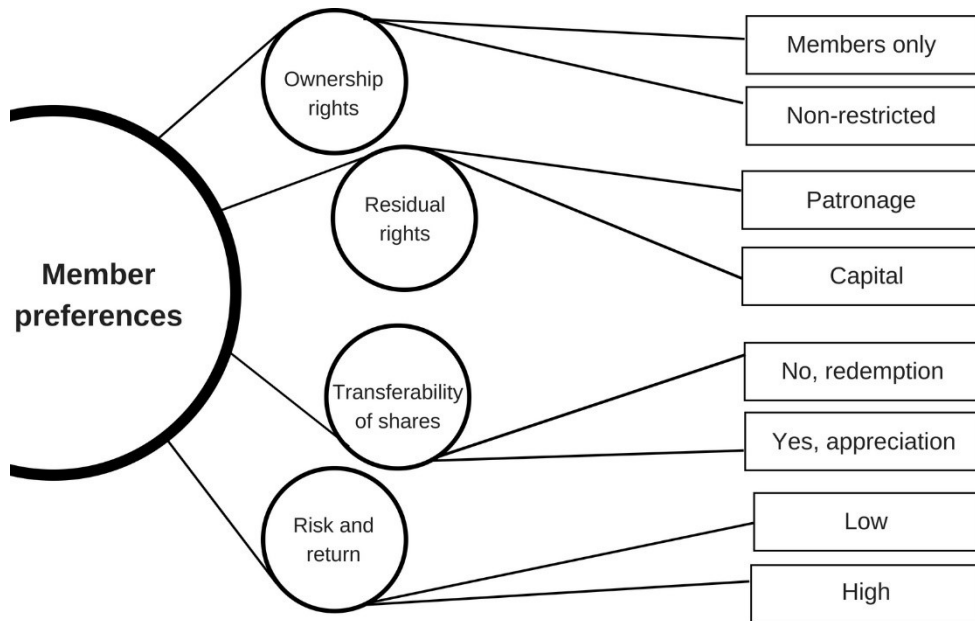 Member
preferences
Ownership
rights
Members only
Non-restricted
Residual
rights
Patronage
Capital
Transferability
of shares
No, redemption
Yes, appreciation
Risk and
return
Low
High